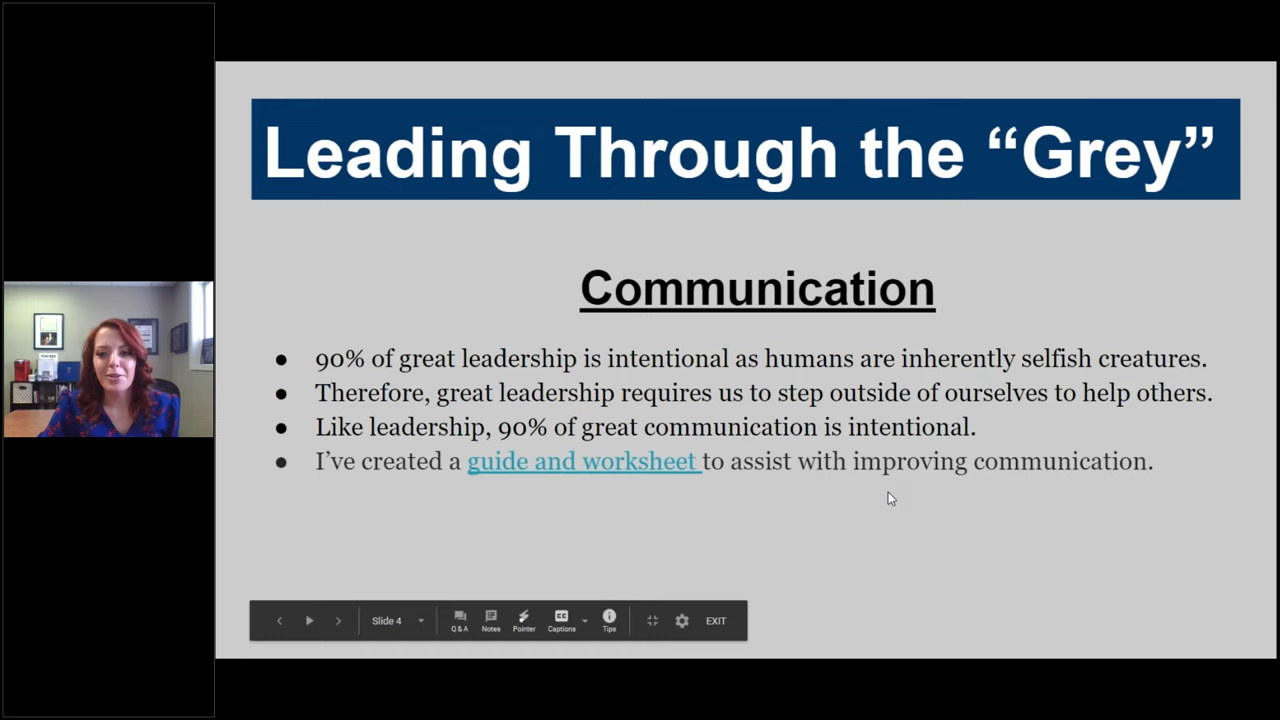 Leading Through the “Grey”
Communication
● 90% of great leadership is intentional as humans are inherently selfish creatures.
● Therefore, great leadership requires us to step outside of ourselves to help others.
● Like leadership, 90% of great communication is intentional.
● I’ve created a guide and worksheet to assist with improving communication.
Slide 4
Q & A
Notes
Pointer
Captions
Tips
EXIT